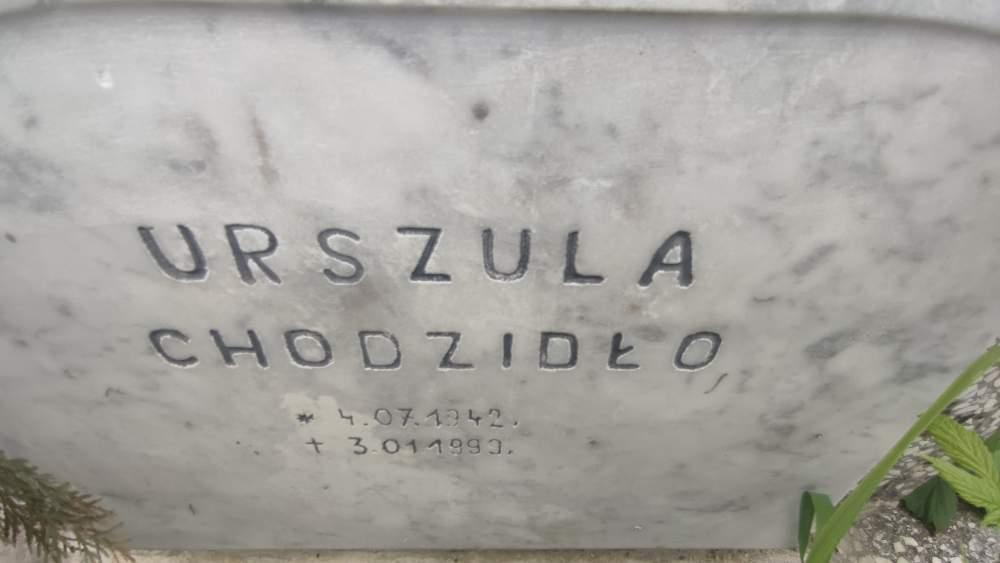 URSZULA
CHODZIDŁO
* 4.07.1942.
† 3.01 1993.